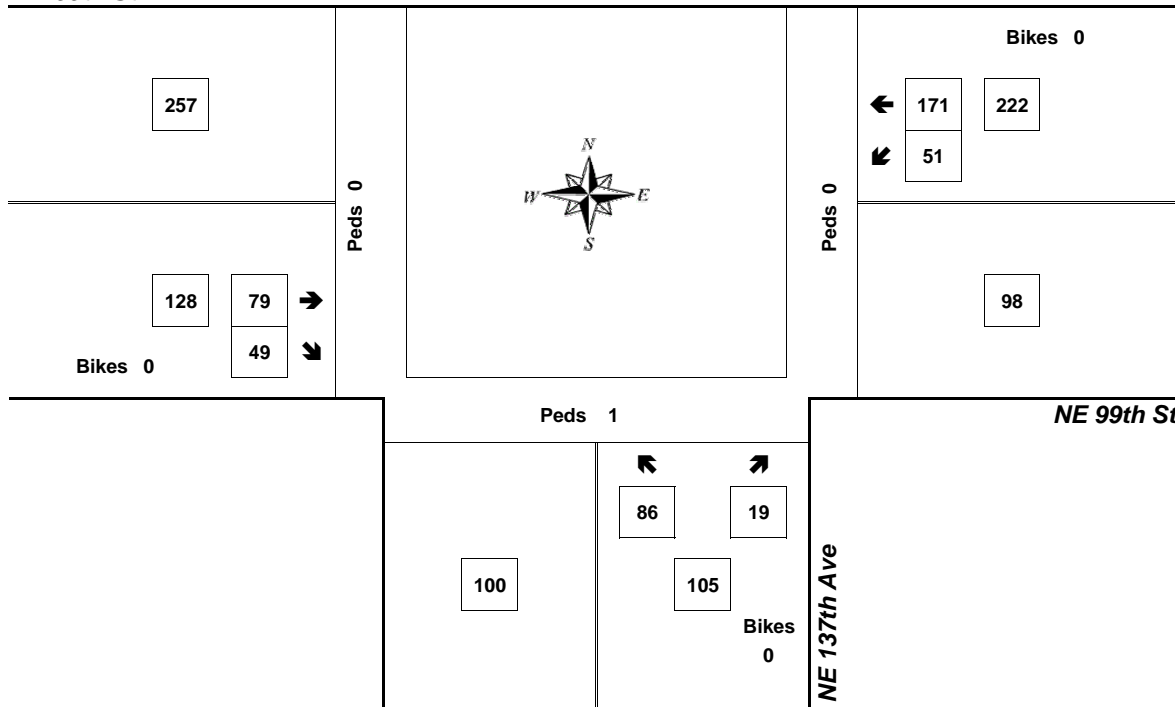 Bikes 0
257
171 222
51
N
W E
S
Peds 0
Peds 0
128 79
49
98
Bikes 0
Peds 1
NE 99th St
86 19
100
105
Bikes
0
NE 137th Ave